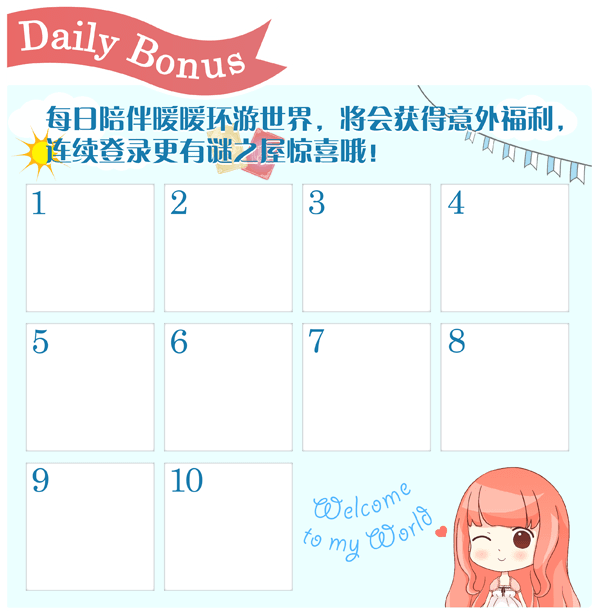 Daily Bonus
每日陪伴暖暖环游世界，将会获得意外福利，
连续登录更有谜之屋惊喜哦！
1
2
3
4
5
6
7
8
9
10
Welcome
to my World